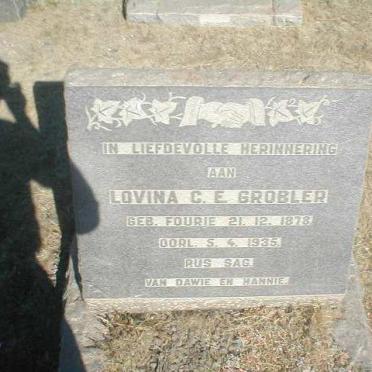 IN LIEFDEVOLLE HERINNERING
AAN
LOVINA C. E. GROBLER
GEB. FOURIE 21. 12. 1878.
OORL. 5. 4. 1935.
RUS SAG.
VAN DAWIE EN HANNIE.